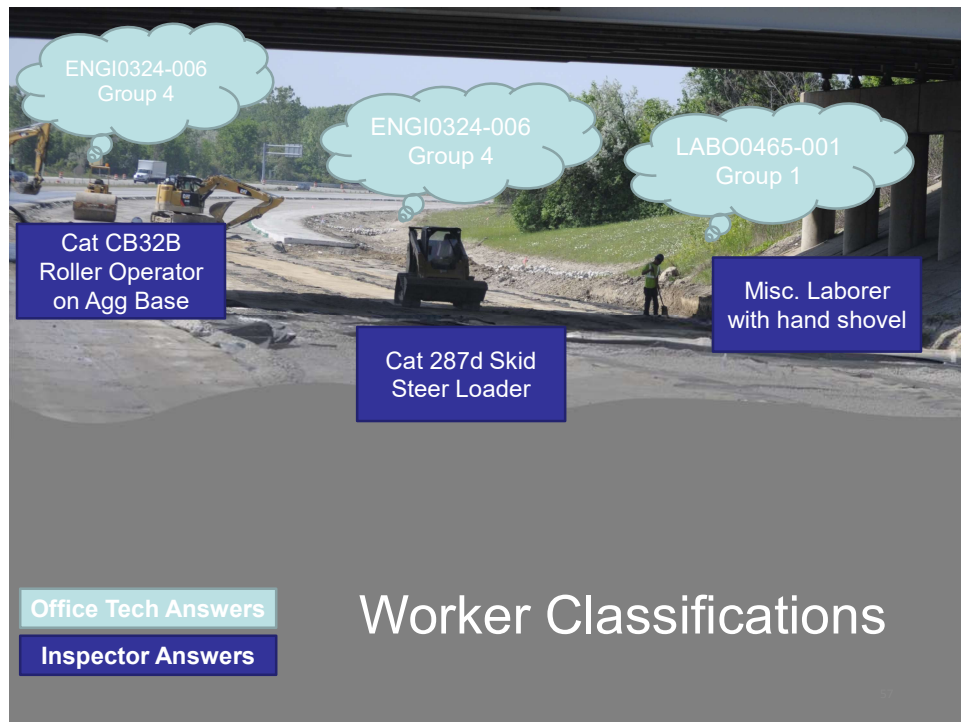 ENGI0324-006
Group 4
ENGI0324-006
Group 4
LABO0465-001
Group 1
Cat CB32B
Roller Operator
on Agg Base
Misc. Laborer
with hand shovel
Cat 287d Skid
Steer Loader
Office Tech Answers
Inspector Answers
Worker Classifications
57